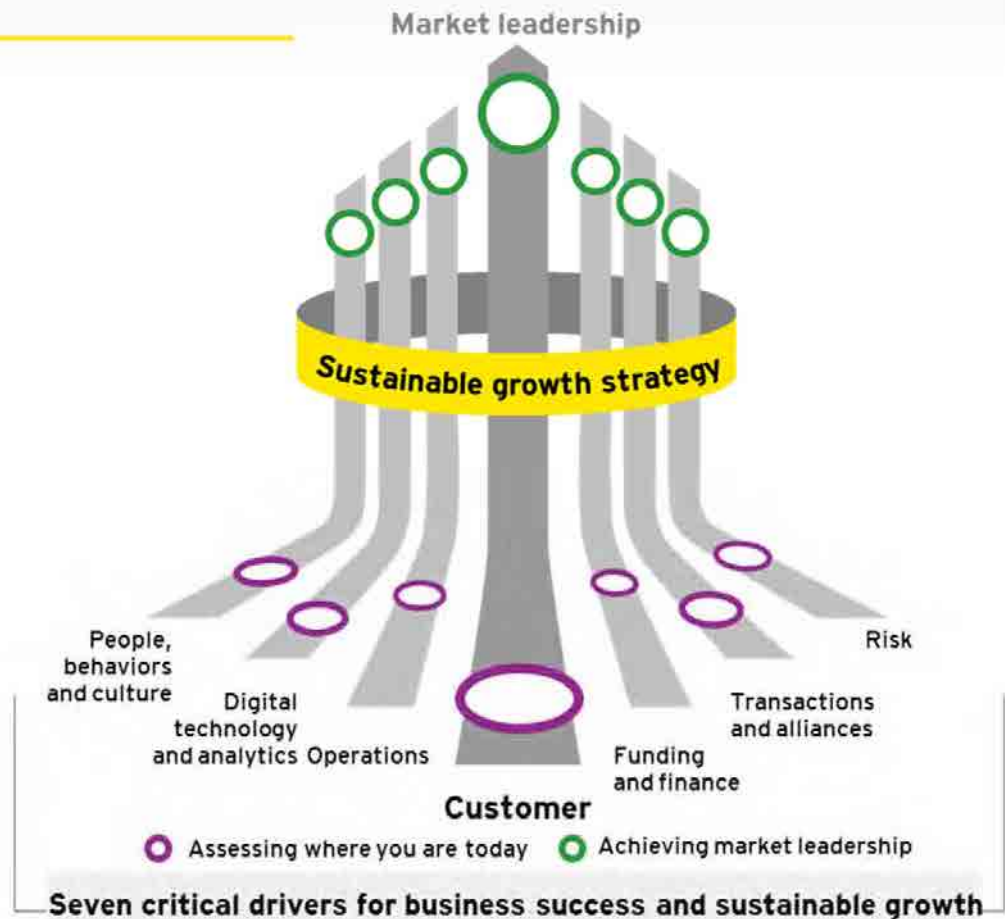 Market leadership
Sustainable growth strategy
People,
behaviors
and culture
Digital
technology
and analytics
Operations
Customer
Funding
and finance
Transactions
and alliances
Risk
Assessing where you are today
Achieving market leadership
Seven critical drivers for business success and sustainable growth